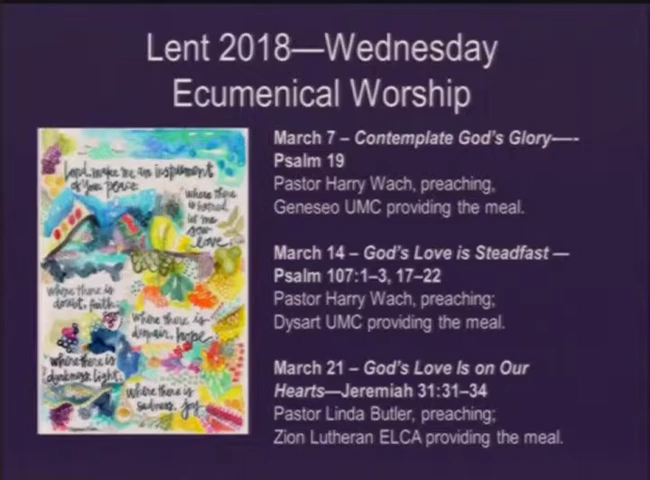 Lent 2018—Wednesday
Ecumenical Worship
Lord, make me an instrument
of your peace.
where there
is hatred,
let me
sow
love.
where there is
doubt, faith.
where there is
despair, hope
where there is
darkness, light.
where there is
sadness, joy
March 7 – Contemplate God's Glory—-
Psalm 19
Pastor Harry Wach, preaching,
Geneseo UMC providing the meal.
March 14 – God's Love is Steadfast —
Psalm 107:1–3, 17–22
Pastor Harry Wach, preaching;
Dysart UMC providing the meal.
March 21 – God's Love Is on Our
Hearts—Jeremiah 31:31–34
Pastor Linda Butler, preaching;
Zion Lutheran ELCA providing the meal.